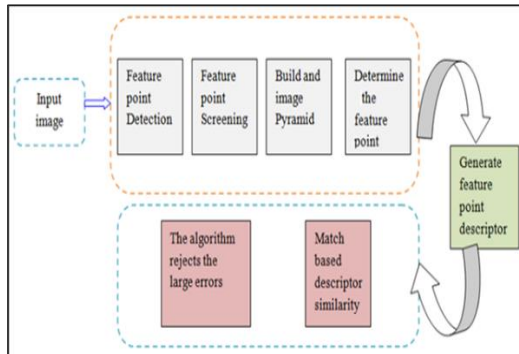 Input
image
Feature
point
Detection
Feature
point
Screening
Build and
image
Pyramid
Determine
the
feature
point
Generate
feature
point
descriptor
The algorithm
rejects the
large errors
Match
based
descriptor
similarity